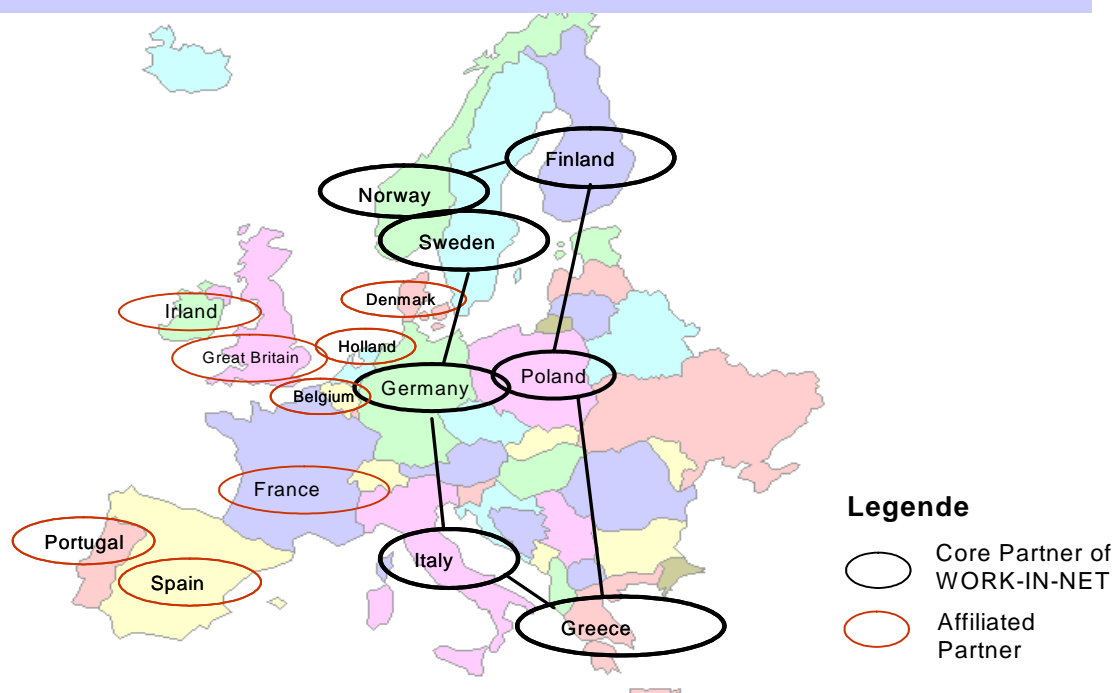 Finland
Norway
Sweden
Denmark
Irland
Holland
Great Britain
Germany
Poland
Belgium
France
Portugal
Italy
Spain
Greece
Legende
Core Partner of
WORK-IN-NET
Affiliated
Partner